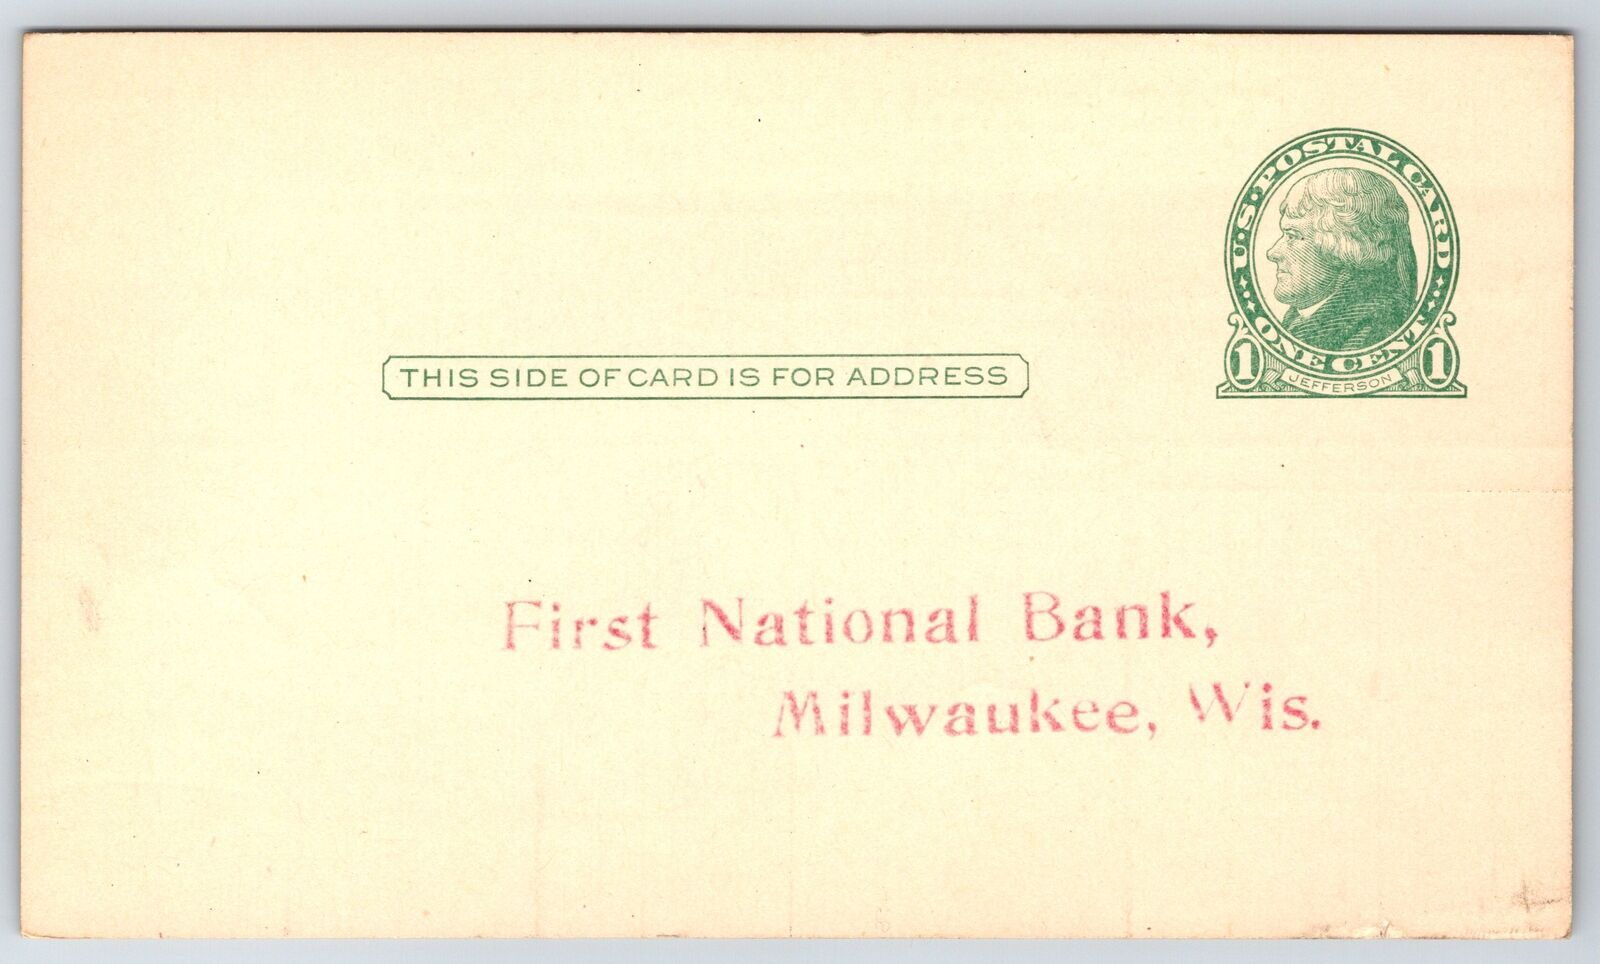 U.S. POSTAL CARD
ONE CENT
1 JEFFERSON 1
THIS SIDE OF CARD IS FOR ADDRESS
First National Bank,
Milwaukee, Wis.